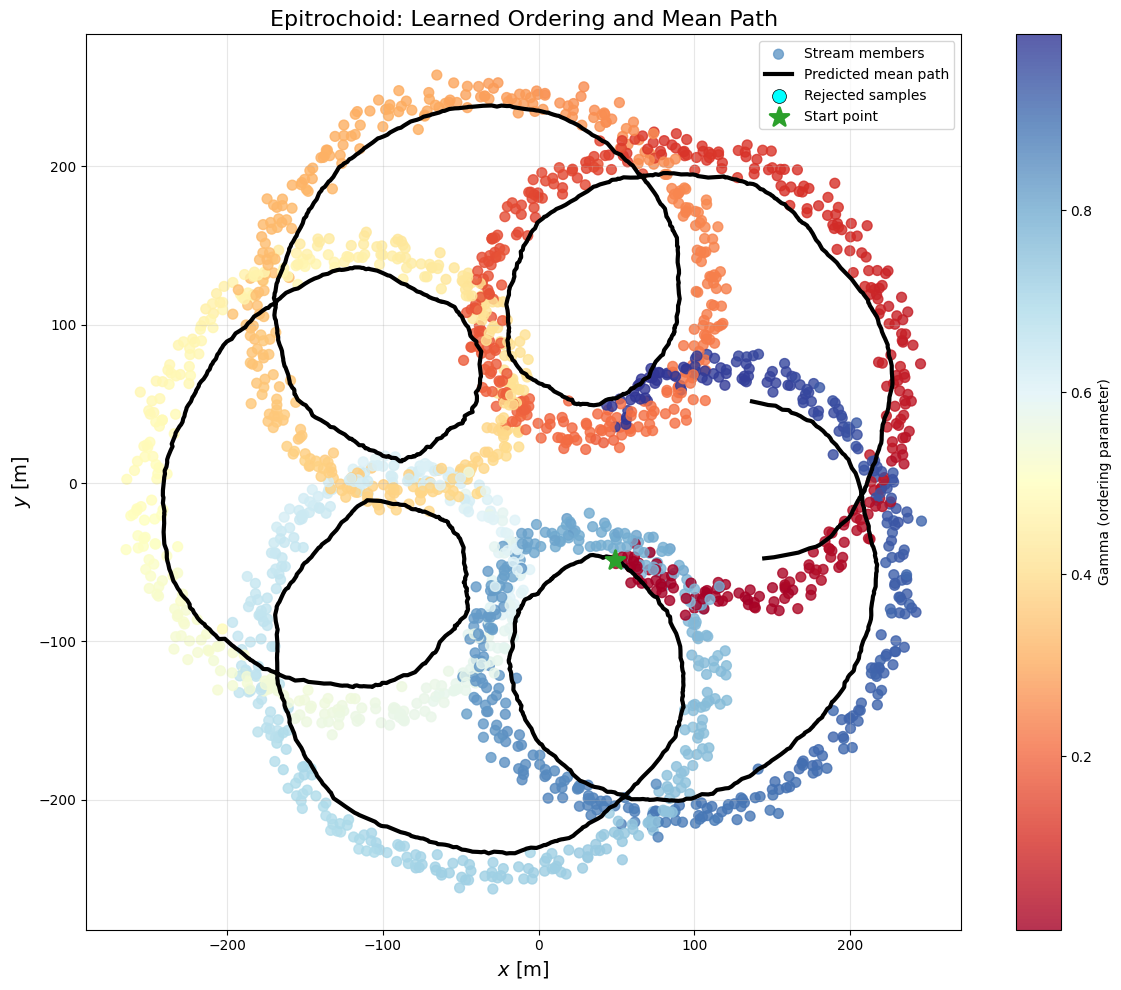 Epitrochoid: Learned Ordering and Mean Path
Stream members
Predicted mean path
Rejected samples
Start point
200
100
0
−100
−200
y [m]
−200
−100
0
100
200
x [m]
0.8
0.6
0.4
0.2
Gamma (ordering parameter)